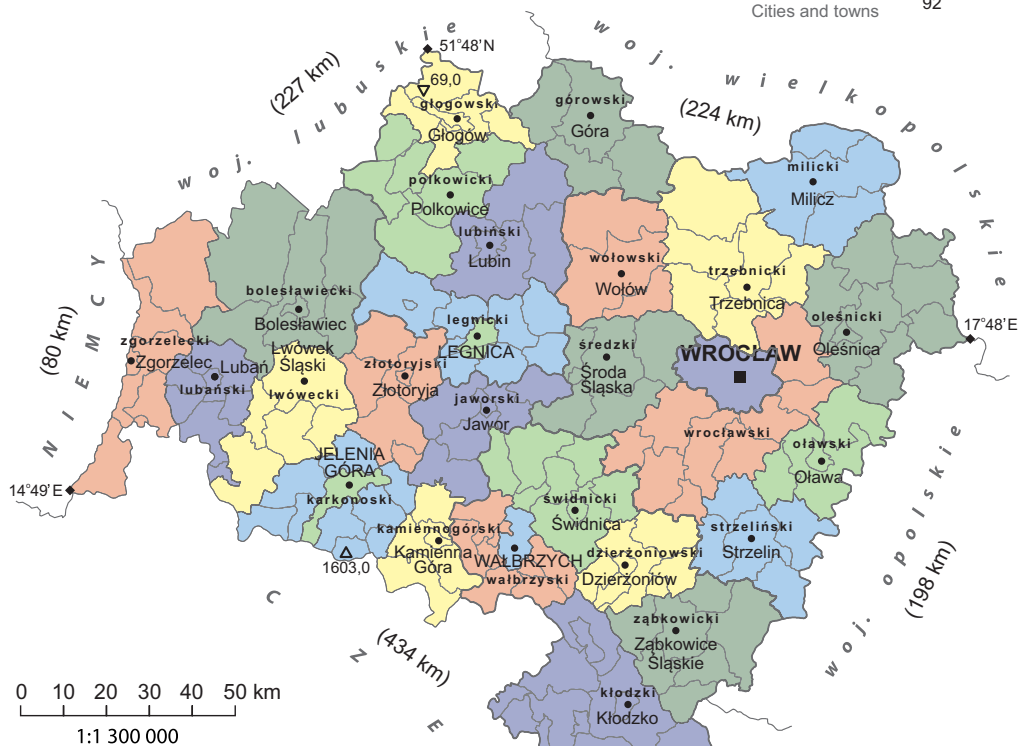 Cities and towns
92
woj. lubuskie
(227 km)
51°48'N
69,0
głogowski
Głogów
woj. wielkopolskie
(224 km)
górowski
Góra
milicki
Milicz
polkowicki
Polkowice
lubiński
Lubin
wołowski
Wołów
trzebnicki
Trzebnica
oleśnicki
Oleśnica
17°48'E
NIEMCY
(80 km)
bolesławiecki
Bolesławiec
zgorzelecki
Zgorzelec
Lubań
lubański
Lwówek
Śląski
lwówecki
legnicki
LEGNICA
złotoryjski
Złotoryja
średzki
Środa
Śląska
WROCŁAW
jaworski
Jawor
wrocławski
oławski
Oława
14°49'E
JELENIA
GÓRA
karkonoski
1603,0
kamiennogórski
Kamienna
Góra
świdnicki
Świdnica
WAŁBRZYCH
wałbrzyski
dzierżoniowski
Dzierżoniów
strzeliński
Strzelin
woj. opolskie
(198 km)
ząbkowicki
Ząbkowice
Śląskie
kłodzki
Kłodzko
C Z E
(434 km)
0 10 20 30 40 50 km
1:1 300 000